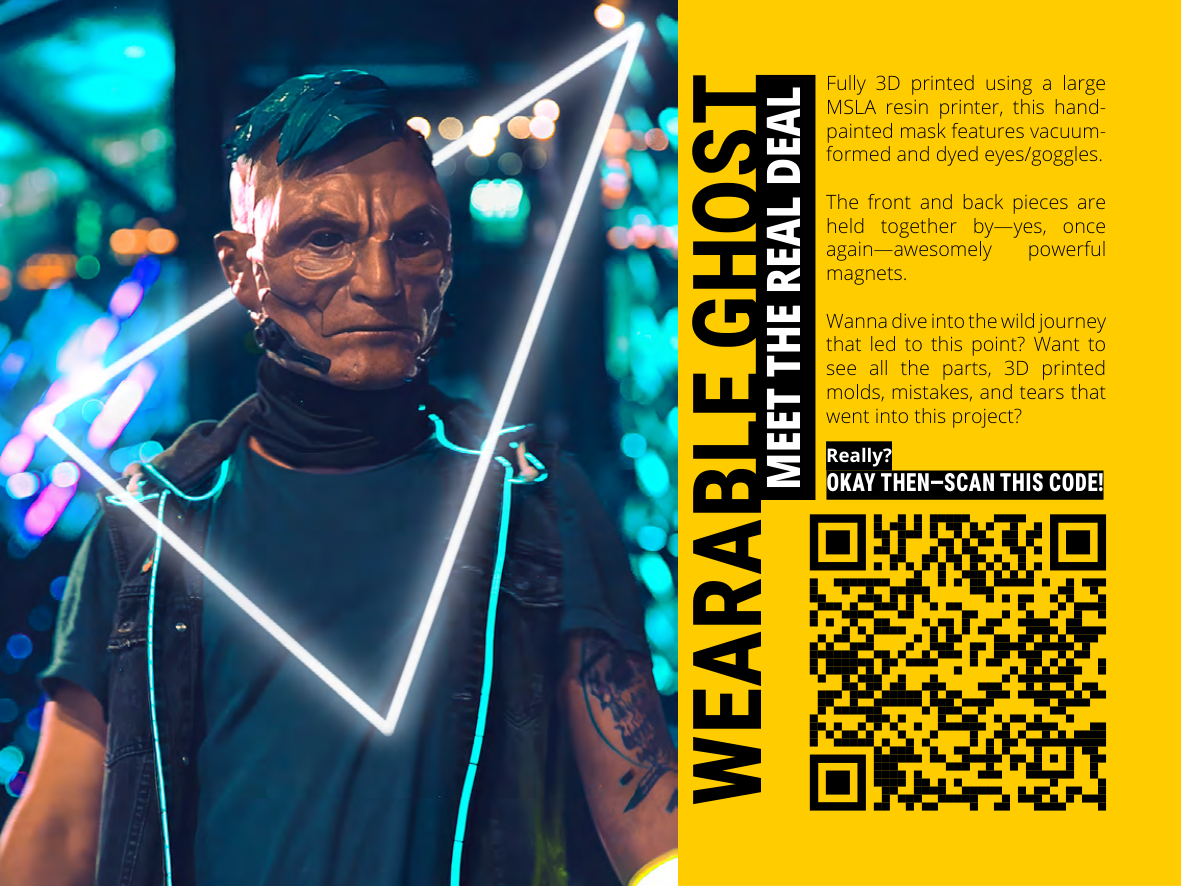 WEARABLE GHOST
MEET THE REAL DEAL
Fully 3D printed using a large
MSLA resin printer, this hand-
painted mask features vacuum-
formed and dyed eyes/goggles.
The front and back pieces are
held together by—yes, once
again—awesomely powerful
magnets.
Wanna dive into the wild journey
that led to this point? Want to
see all the parts, 3D printed
molds, mistakes, and tears that
went into this project?
Really?
OKAY THEN—SCAN THIS CODE!